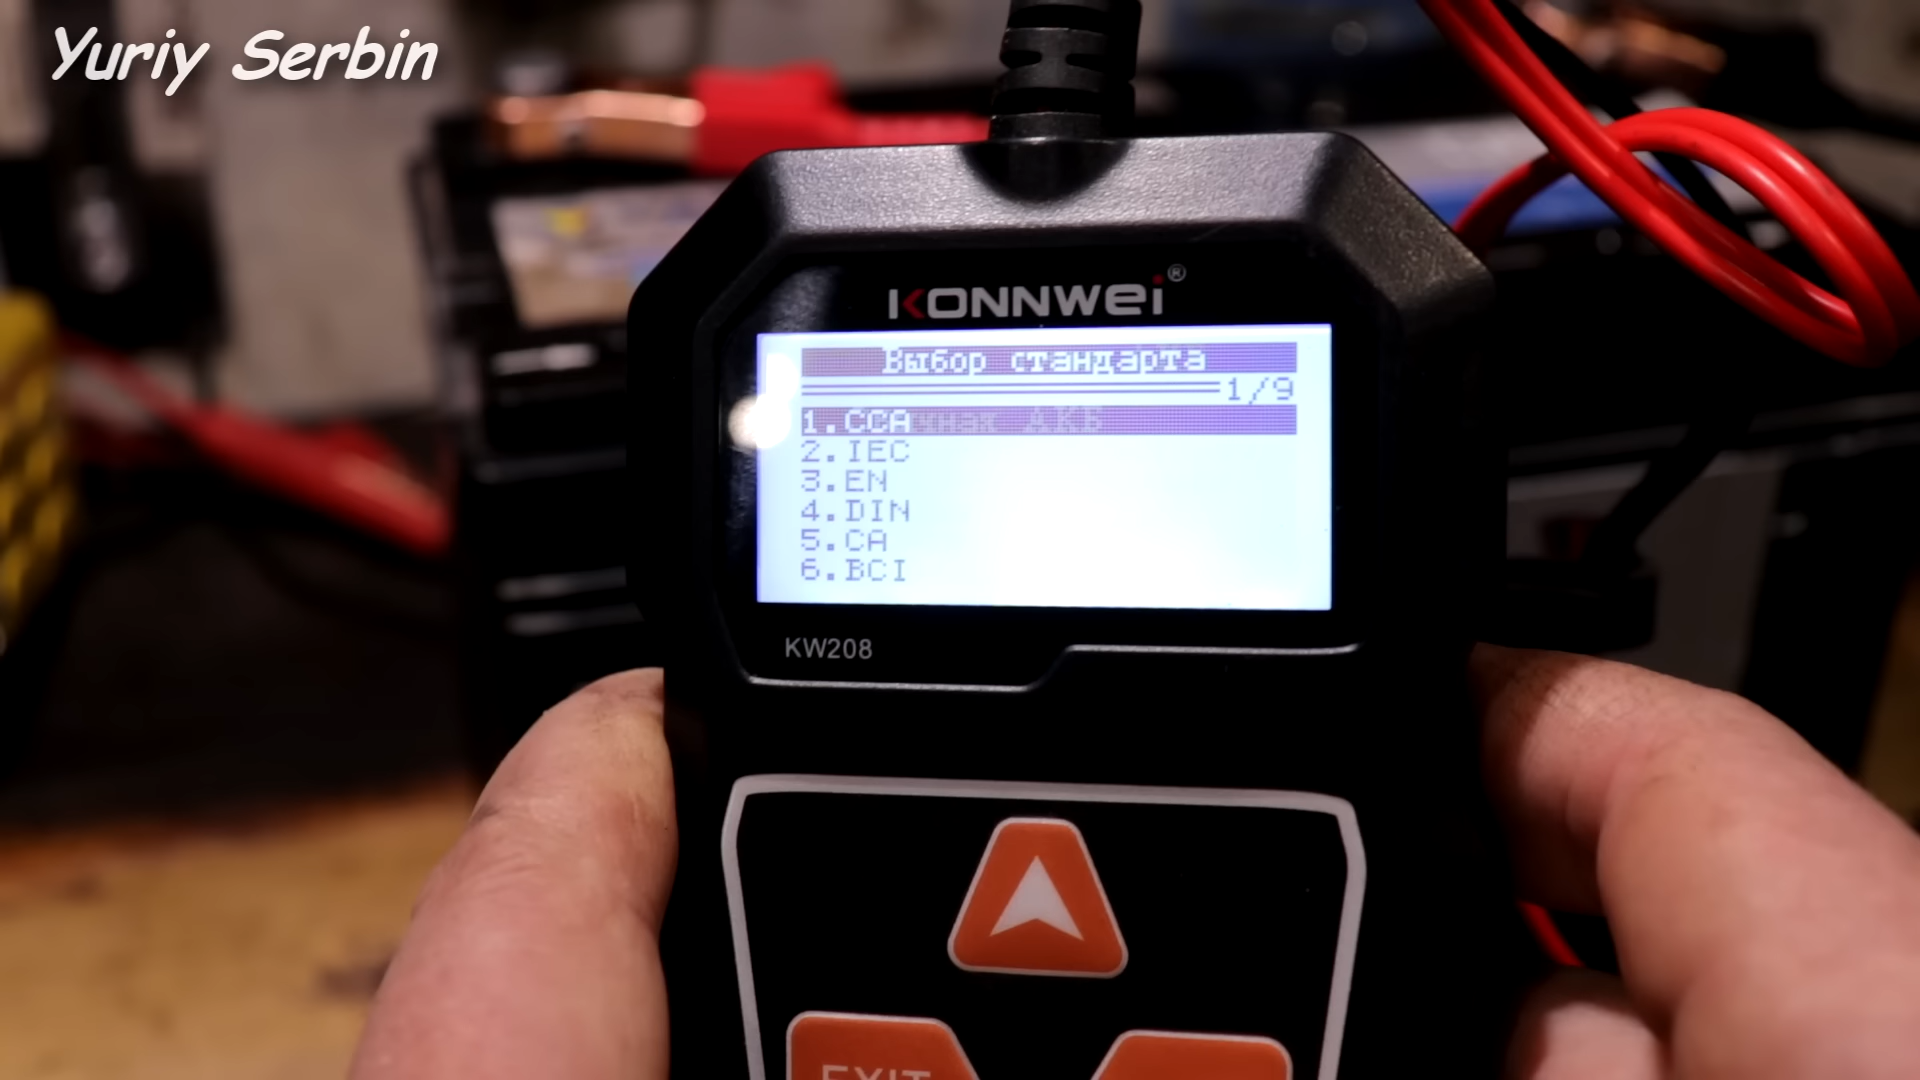 Yuriy Serbin
KONNWEI®
Выбор стандарта
1/9
1.CCA
2.IEC
3.EN
4.DIN
5.CA
6.BCI
KW208
EXIT